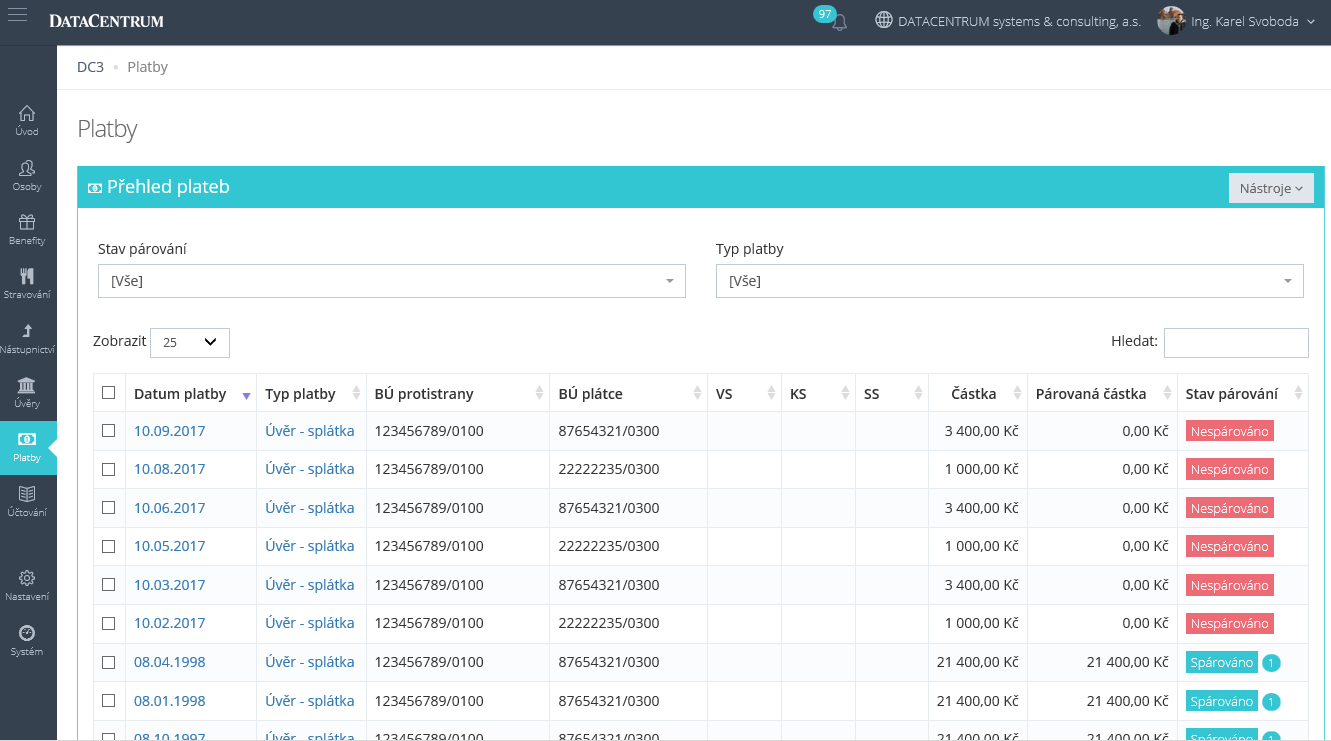 DATACENTRUM
97
DATACENTRUM systems & consulting, a.s.
Ing. Karel Svoboda
DC3 • Platby
Úvod
Osoby
Benefity
Stravování
Nástupnictví
Úvěry
Platby
Účtování
Nastavení
Systém
Platby
Přehled plateb
Nástroje
Stav párování
Typ platby
[Vše]
[Vše]
Zobrazit 25
Hledat:
Datum platby Typ platby BÚ protistrany BÚ plátce VS KS SS Částka Párovaná částka Stav párování
10.09.2017 Úvěr - splátka 123456789/0100 87654321/0300 3 400,00 Kč 0,00 Kč Nespárováno
10.08.2017 Úvěr - splátka 123456789/0100 22222235/0300 1 000,00 Kč 0,00 Kč Nespárováno
10.06.2017 Úvěr - splátka 123456789/0100 87654321/0300 3 400,00 Kč 0,00 Kč Nespárováno
10.05.2017 Úvěr - splátka 123456789/0100 22222235/0300 1 000,00 Kč 0,00 Kč Nespárováno
10.03.2017 Úvěr - splátka 123456789/0100 87654321/0300 3 400,00 Kč 0,00 Kč Nespárováno
10.02.2017 Úvěr - splátka 123456789/0100 22222235/0300 1 000,00 Kč 0,00 Kč Nespárováno
08.04.1998 Úvěr - splátka 123456789/0100 87654321/0300 21 400,00 Kč 21 400,00 Kč Spárováno 1
08.01.1998 Úvěr - splátka 123456789/0100 87654321/0300 21 400,00 Kč 21 400,00 Kč Spárováno 1
08.10.1997 Úvěr - splátka 123456789/0100 87654321/0300 21 400,00 Kč 21 400,00 Kč Spárováno 1